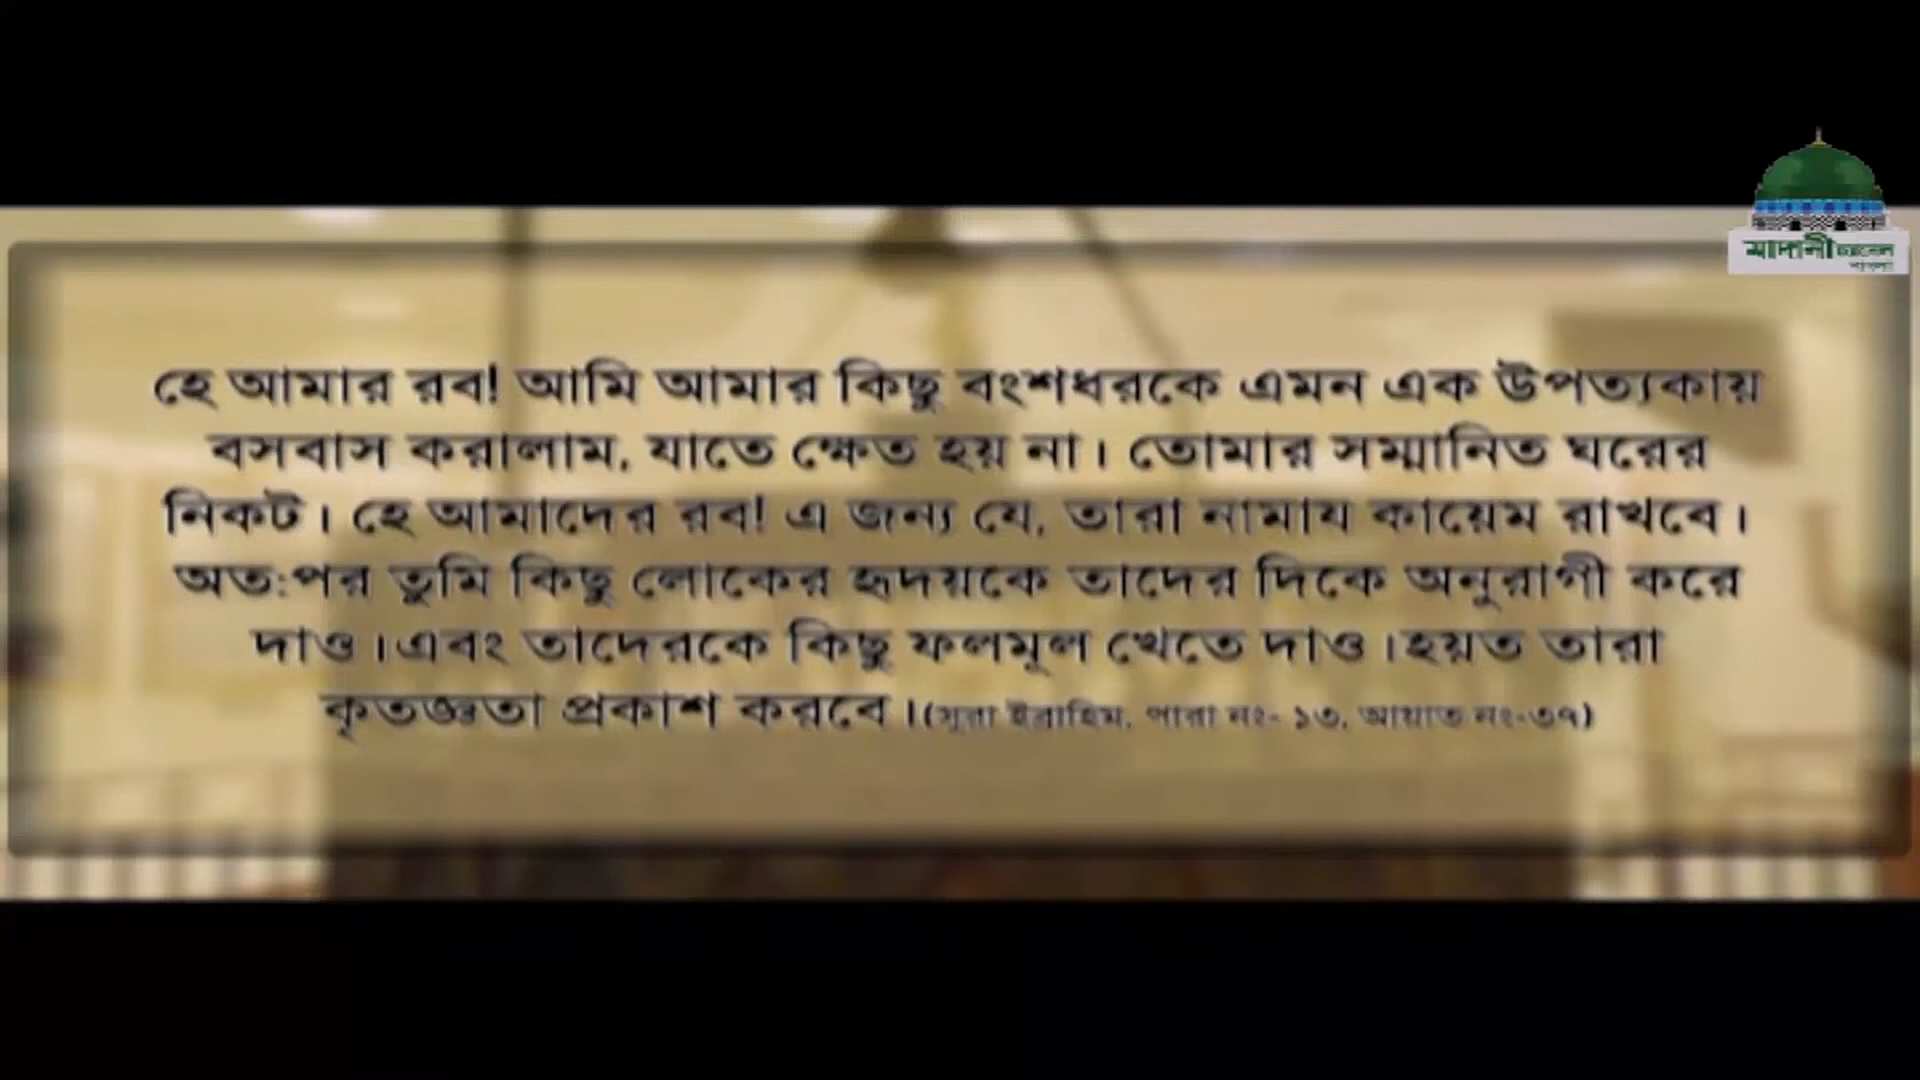 মাদানী চ্যানেল
বাংলা
হে আমার রব! আমি আমার কিছু বংশধরকে এমন এক উপত্যকায়
বসবাস করালাম, যাতে ক্ষেত হয় না। তোমার সম্মানিত ঘরের
নিকট। হে আমাদের রব! এ জন্য যে, তারা নামায কায়েম রাখবে।
অত:পর তুমি কিছু লোকের হৃদয়কে তাদের দিকে অনুরাগী করে
দাও।এবং তাদেরকে কিছু ফলমূল খেতে দাও।হয়ত তারা
কৃতজ্ঞতা প্রকাশ করবে।(সূরা ইব্রাহিম, পারা নং- ১৩, আয়াত নং-৩৭)